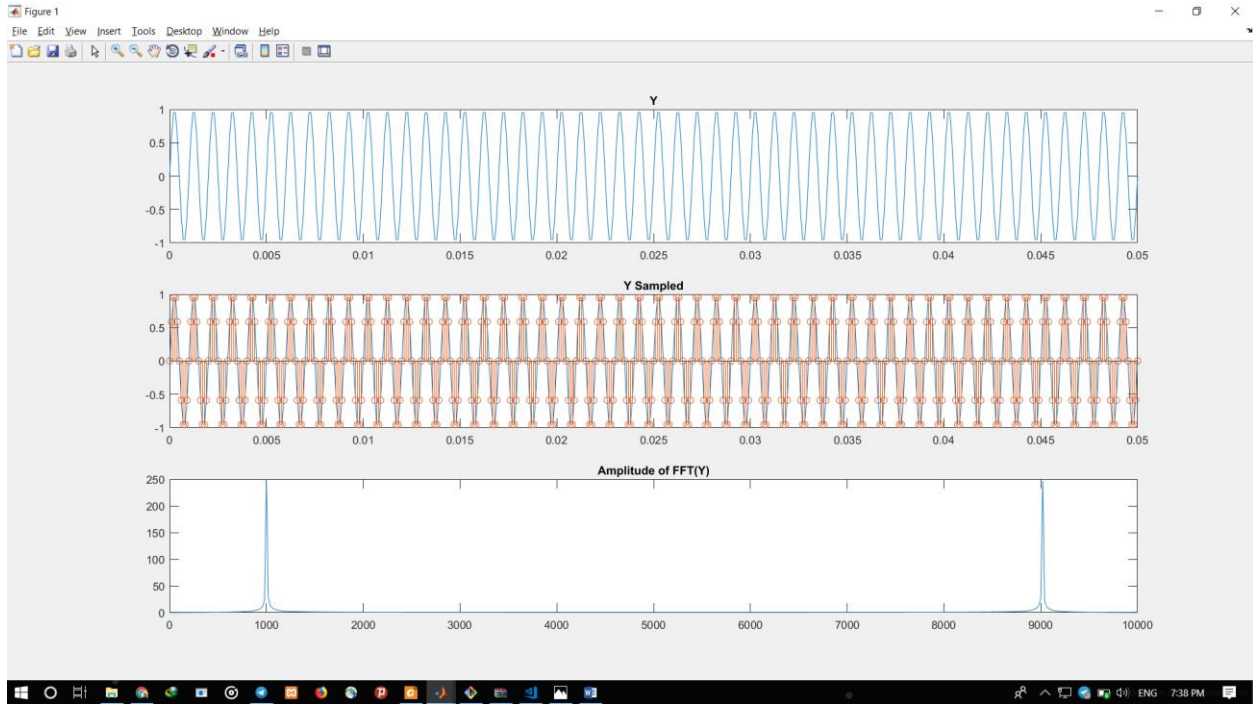 Figure 1
File Edit View Insert Tools Desktop Window Help
Y
1
0.5
0
-0.5
-1
0 0.005 0.01 0.015 0.02 0.025 0.03 0.035 0.04 0.045 0.05
Y Sampled
1
0.5
0
-0.5
-1
0 0.005 0.01 0.015 0.02 0.025 0.03 0.035 0.04 0.045 0.05
Amplitude of FFT(Y)
250
200
150
100
50
0
0 1000 2000 3000 4000 5000 6000 7000 8000 9000 10000
ENG 7:38 PM